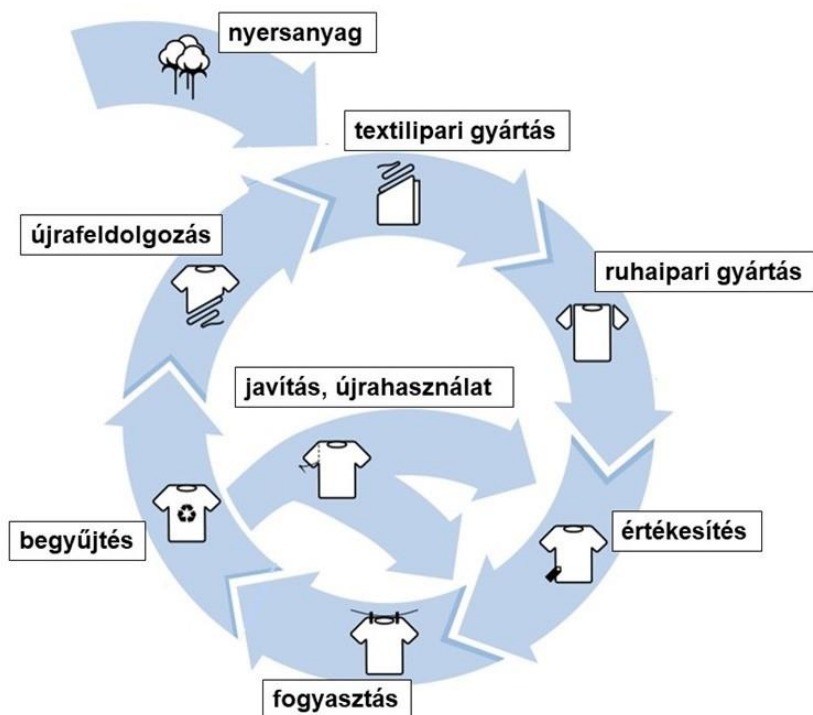 nyersanyag
textilipari gyártás
újrafeldolgozás
ruhaipari gyártás
javítás, újrahasználat
begyűjtés
értékesítés
fogyasztás